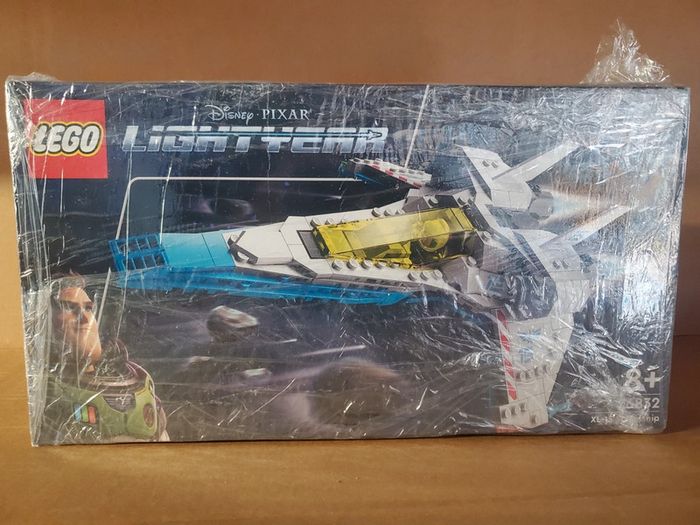 LEGO
DISNEY · PIXAR
LIGHTYEAR
8+